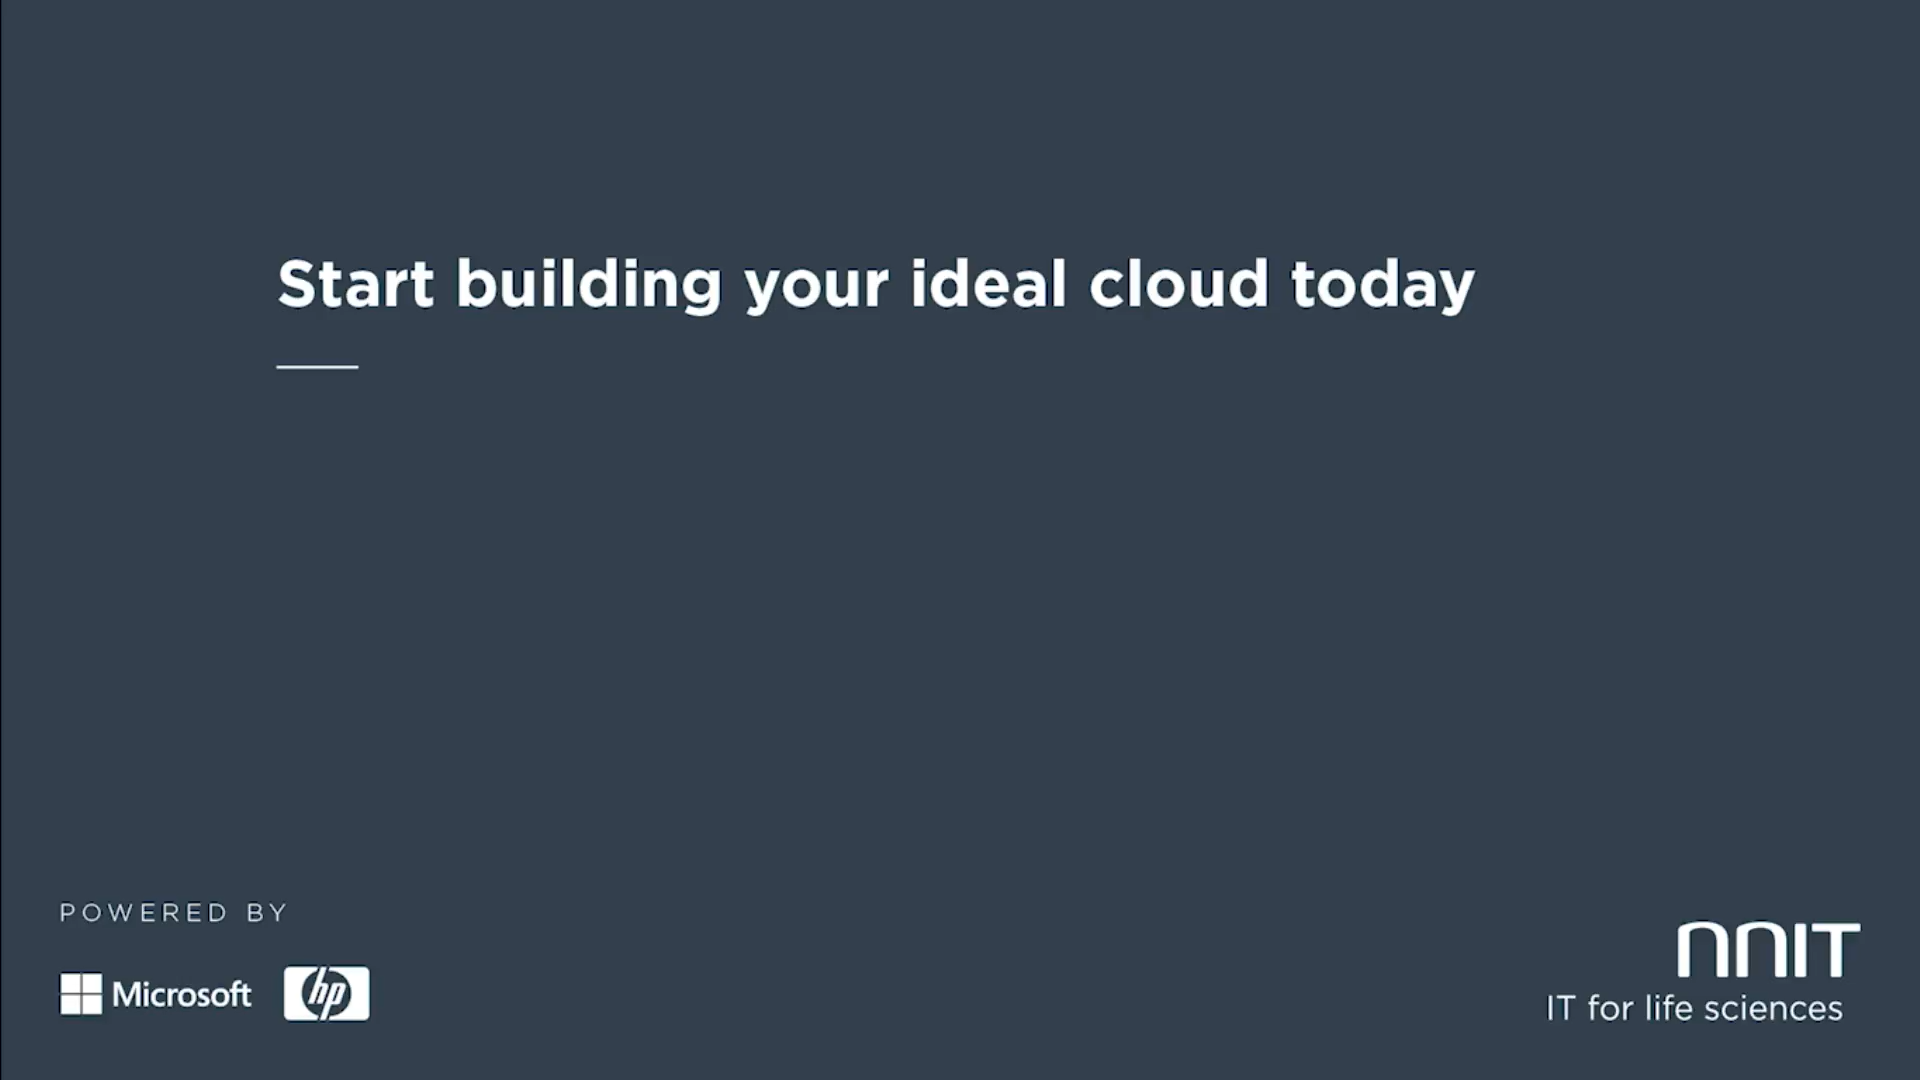 Start building your ideal cloud today
POWERED BY
Microsoft hp
nnIT
IT for life sciences